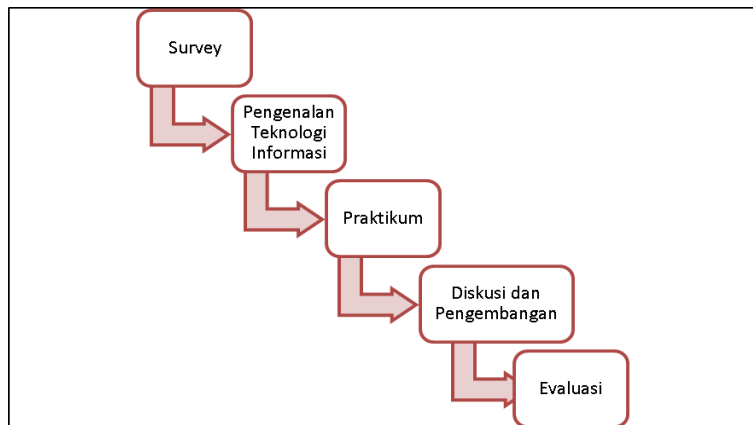 Survey
Pengenalan
Teknologi
Informasi
Praktikum
Diskusi dan
Pengembangan
Evaluasi